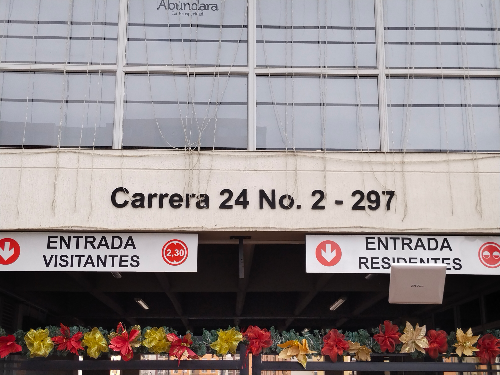 Abundara
Carrera 24 No. 2 - 297
ENTRADA
VISITANTES
2,30
ENTRADA
RESIDENTES